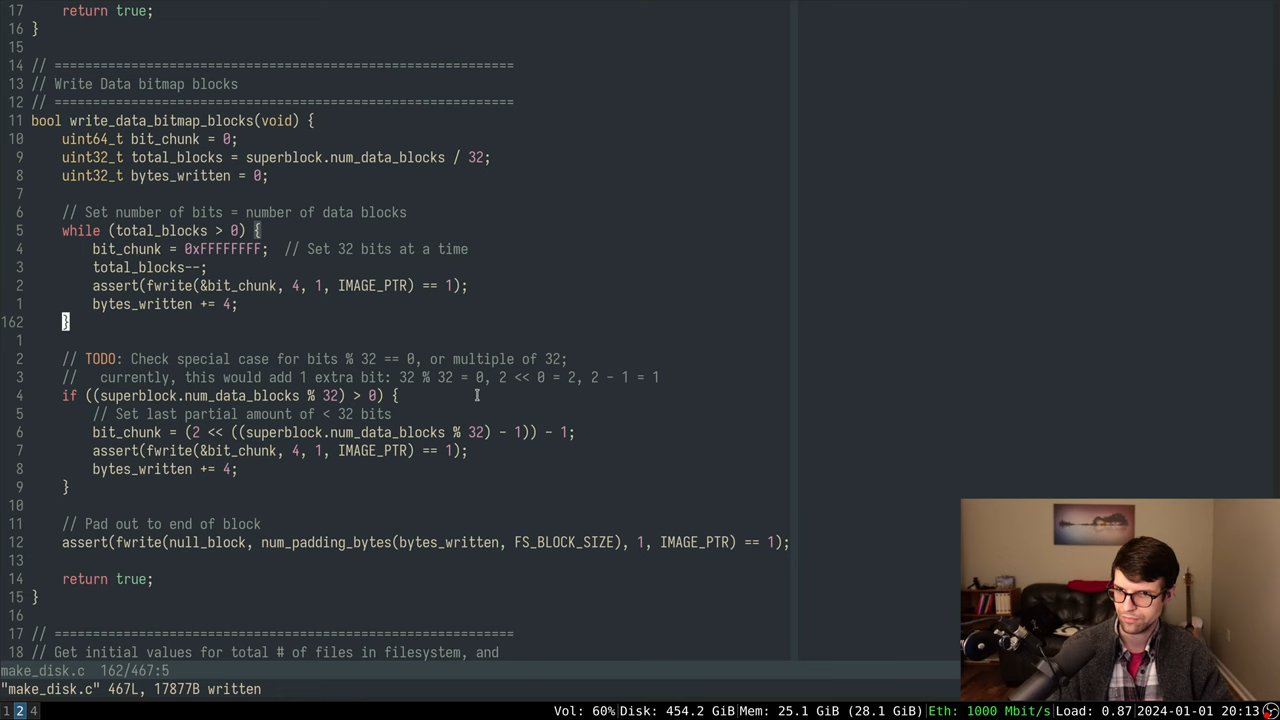 17      return true;
16  }
15
14  // ============================================================
13  // Write Data bitmap blocks
12  // ============================================================
11  bool write_data_bitmap_blocks(void) {
10      uint64_t bit_chunk = 0;
9      uint32_t total_blocks = superblock.num_data_blocks / 32;
8      uint32_t bytes_written = 0;
7
6      // Set number of bits = number of data blocks
5      while (total_blocks > 0) {
4          bit_chunk = 0xFFFFFFFF;  // Set 32 bits at a time
3          total_blocks--;
2          assert(fwrite(&bit_chunk, 4, 1, IMAGE_PTR) == 1);
1          bytes_written += 4;
162      }
1
2      // TODO: Check special case for bits % 32 == 0, or multiple of 32;
3      //   currently, this would add 1 extra bit: 32 % 32 = 0, 2 << 0 = 2, 2 - 1 = 1
4      if ((superblock.num_data_blocks % 32) > 0) {
5          // Set last partial amount of < 32 bits
6          bit_chunk = (2 << ((superblock.num_data_blocks % 32) - 1)) - 1;
7          assert(fwrite(&bit_chunk, 4, 1, IMAGE_PTR) == 1);
8          bytes_written += 4;
9      }
10
11      // Pad out to end of block
12      assert(fwrite(null_block, num_padding_bytes(bytes_written, FS_BLOCK_SIZE), 1, IMAGE_PTR) == 1);
13
14      return true;
15  }
16
17  // ============================================================
18  // Get initial values for total # of files in filesystem, and
make_disk.c  162/467:5
"make_disk.c" 467L, 17877B written
1 2 4 Vol: 60%|Disk: 454.2 GiB|Mem: 25.1 GiB (28.1 GiB)|Eth: 1000 Mbit/s|Load: 0.87|2024-01-01 20:13